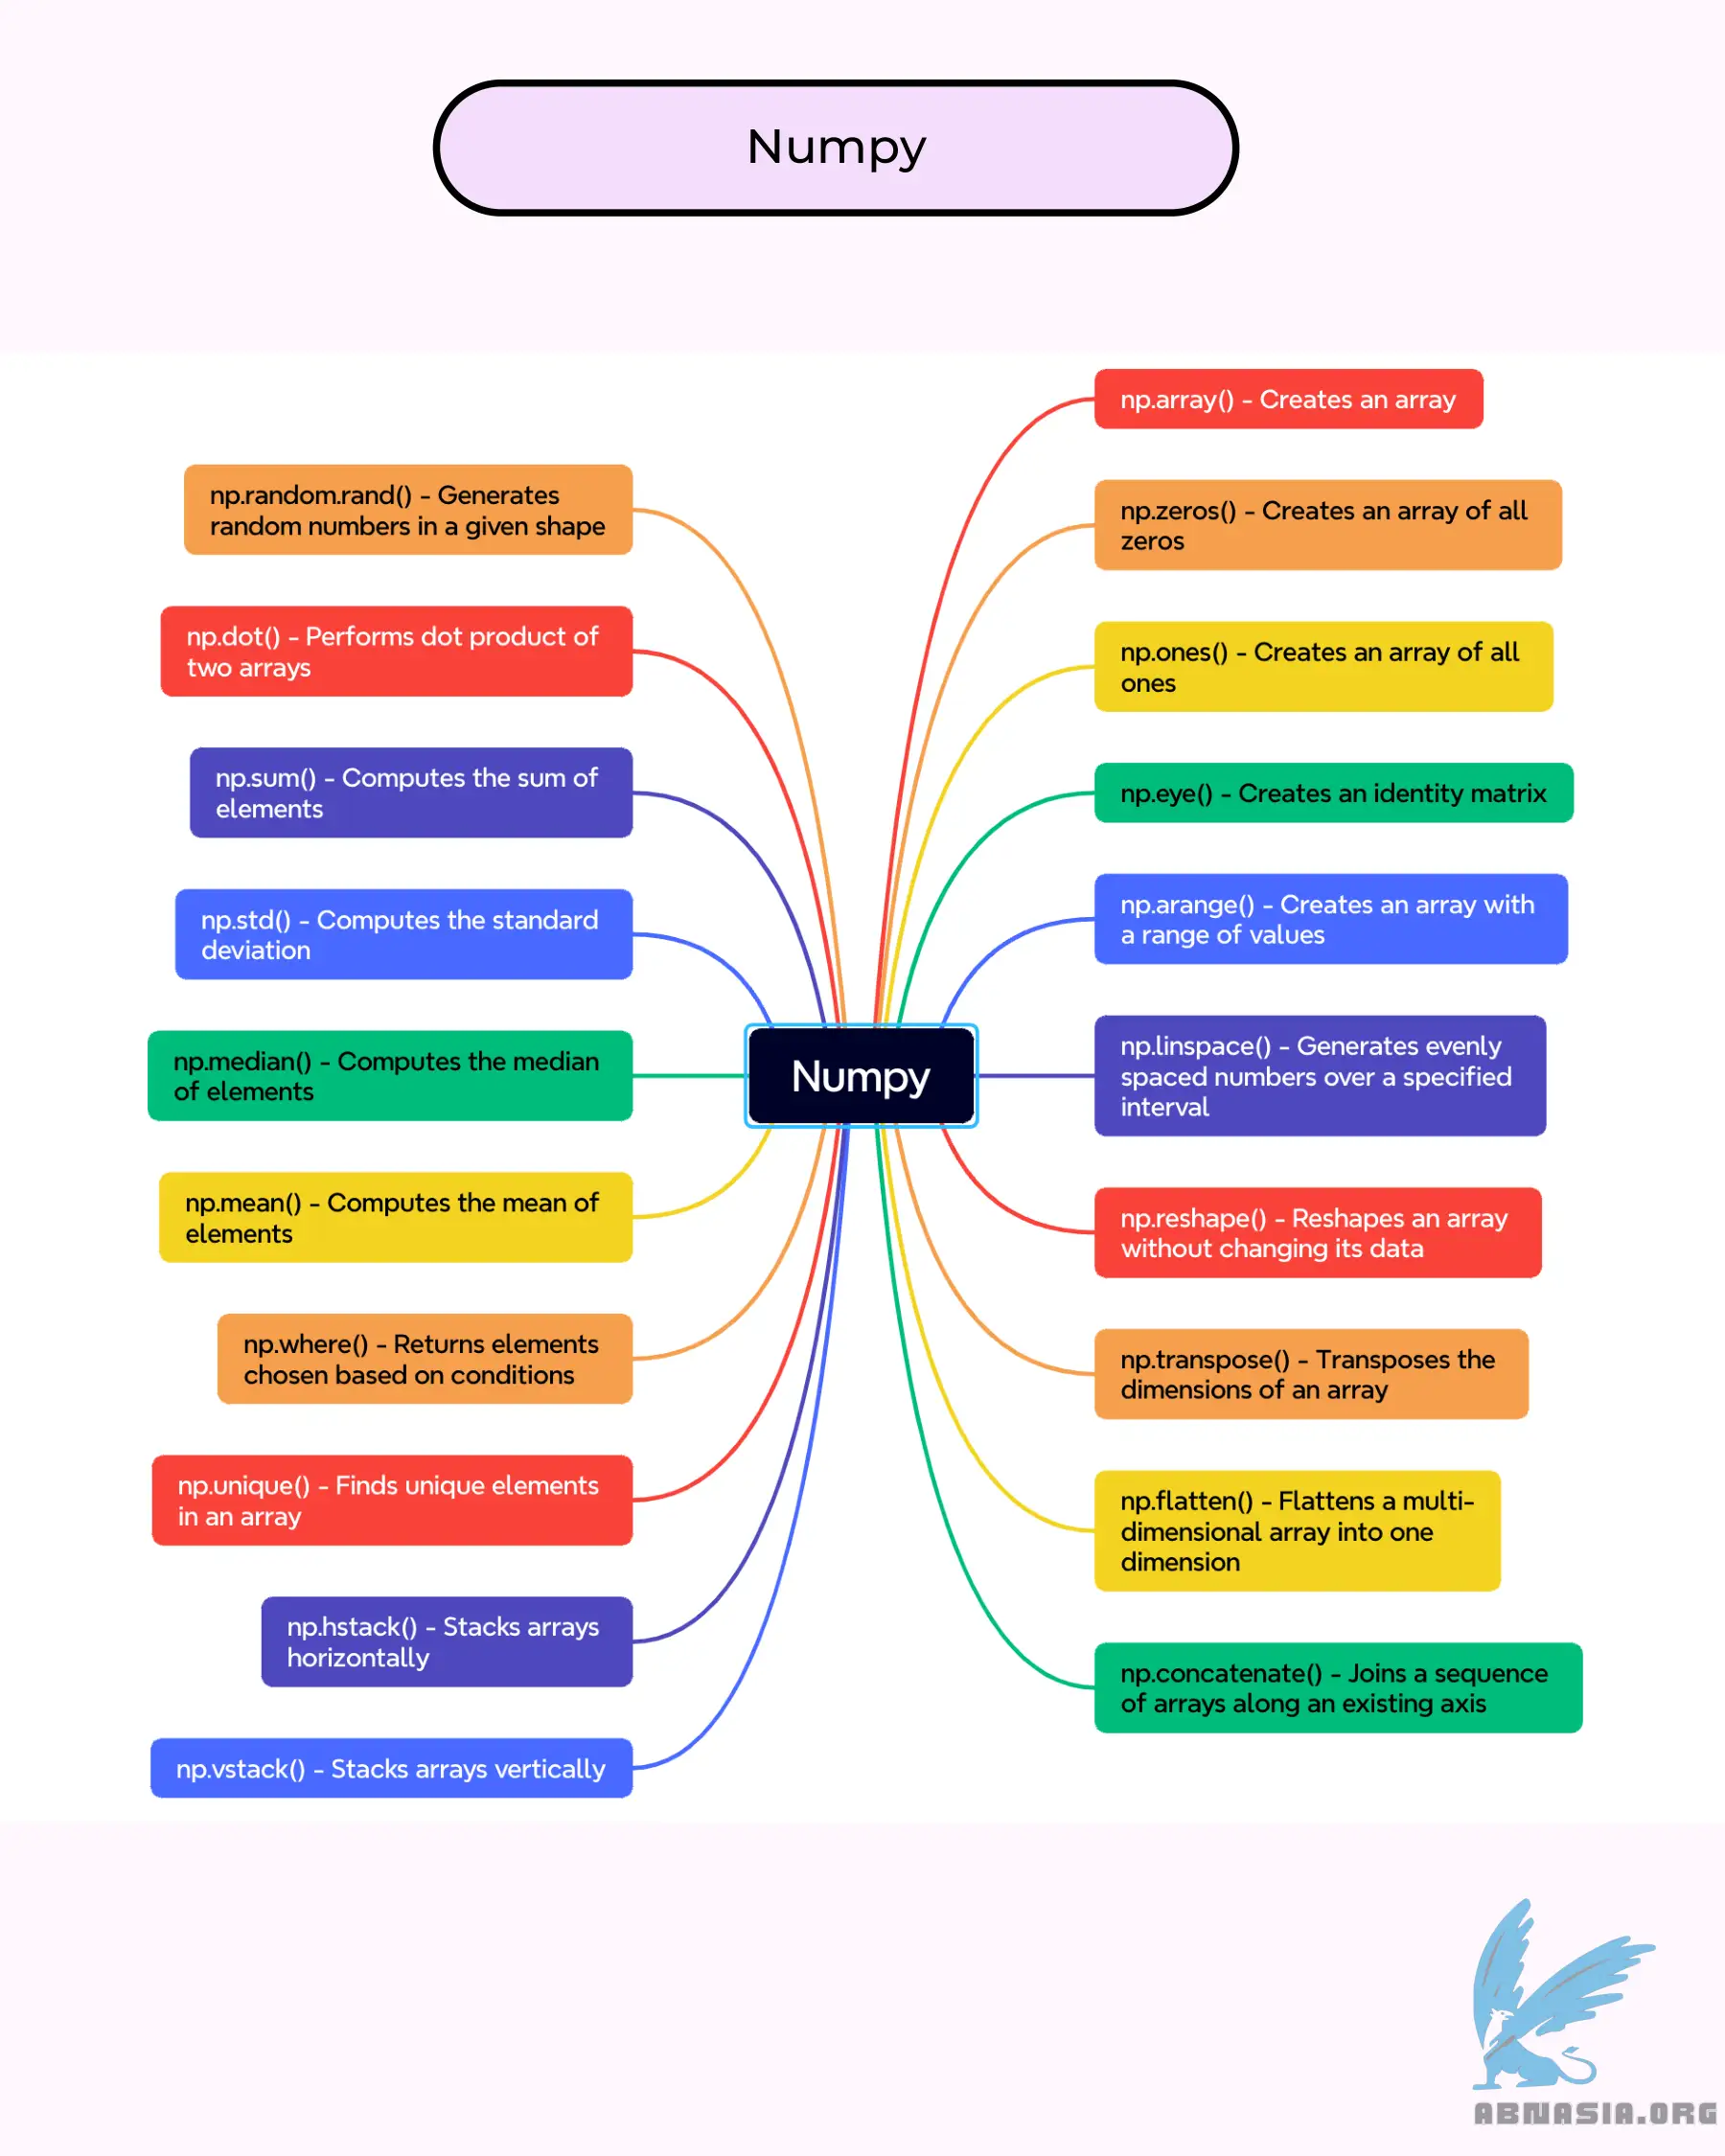 Numpy
np.random.rand() - Generates
random numbers in a given shape
np.dot() - Performs dot product of
two arrays
np.sum() - Computes the sum of
elements
np.std() - Computes the standard
deviation
np.median() - Computes the median
of elements
np.mean() - Computes the mean of
elements
np.where() - Returns elements
chosen based on conditions
np.unique() - Finds unique elements
in an array
np.hstack() - Stacks arrays
horizontally
np.vstack() - Stacks arrays vertically
Numpy
np.array() - Creates an array
np.zeros() - Creates an array of all
zeros
np.ones() - Creates an array of all
ones
np.eye() - Creates an identity matrix
np.arange() - Creates an array with
a range of values
np.linspace() - Generates evenly
spaced numbers over a specified
interval
np.reshape() - Reshapes an array
without changing its data
np.transpose() - Transposes the
dimensions of an array
np.flatten() - Flattens a multi-
dimensional array into one
dimension
np.concatenate() - Joins a sequence
of arrays along an existing axis
ABNASIA.ORG